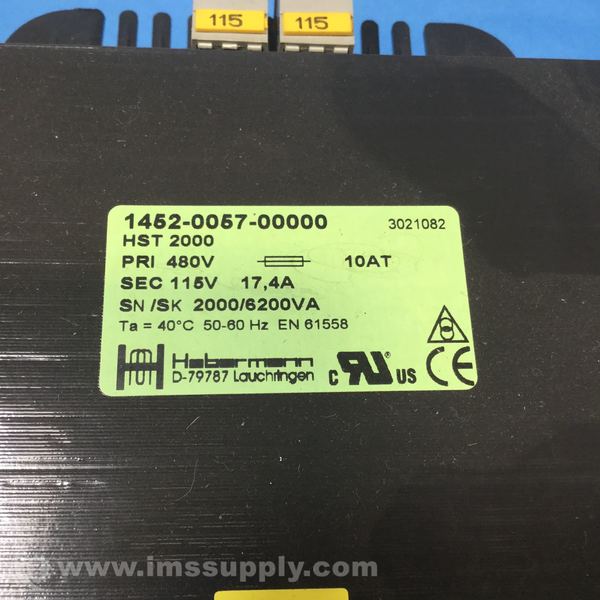 115 115
1452-0057-00000 3021082
HST 2000
PRI 480V 10AT
SEC 115V 17,4A
SN /SK 2000/6200VA
Ta = 40°C 50-60 Hz EN 61558
Habermann
D-79787 Lauchringen
C RU US CE
www.imssupply.com